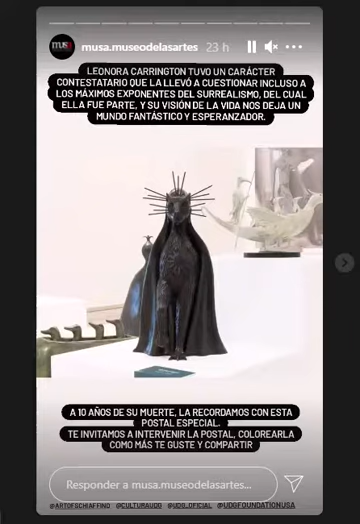 musa
musa.museodelasartes 23 h
LEONORA CARRINGTON TUVO UN CARÁCTER
CONTESTATARIO QUE LA LLEVÓ A CUESTIONAR INCLUSO A
LOS MÁXIMOS EXPONENTES DEL SURREALISMO, DEL CUAL
ELLA FUE PARTE, Y SU VISIÓN DE LA VIDA NOS DEJA UN
MUNDO FANTÁSTICO Y ESPERANZADOR.
A 10 AÑOS DE SU MUERTE, LA RECORDAMOS CON ESTA
POSTAL ESPECIAL.
TE INVITAMOS A INTERVENIR LA POSTAL, COLOREARLA
COMO MÁS TE GUSTE Y COMPARTIR
Responder a musa.museodelasartes...
@ARTOFSCHIAFFINO @CULTURAUDG @UDG_OFICIAL @UDGFOUNDATIONUSA